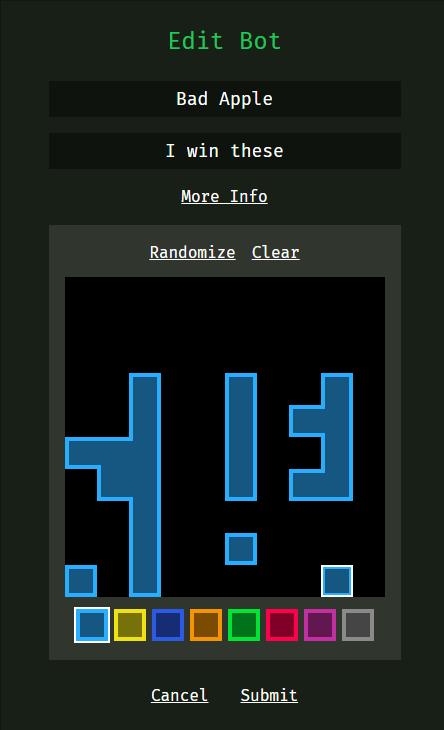 Edit Bot
Bad Apple
I win these
More Info
Randomize Clear
Cancel Submit